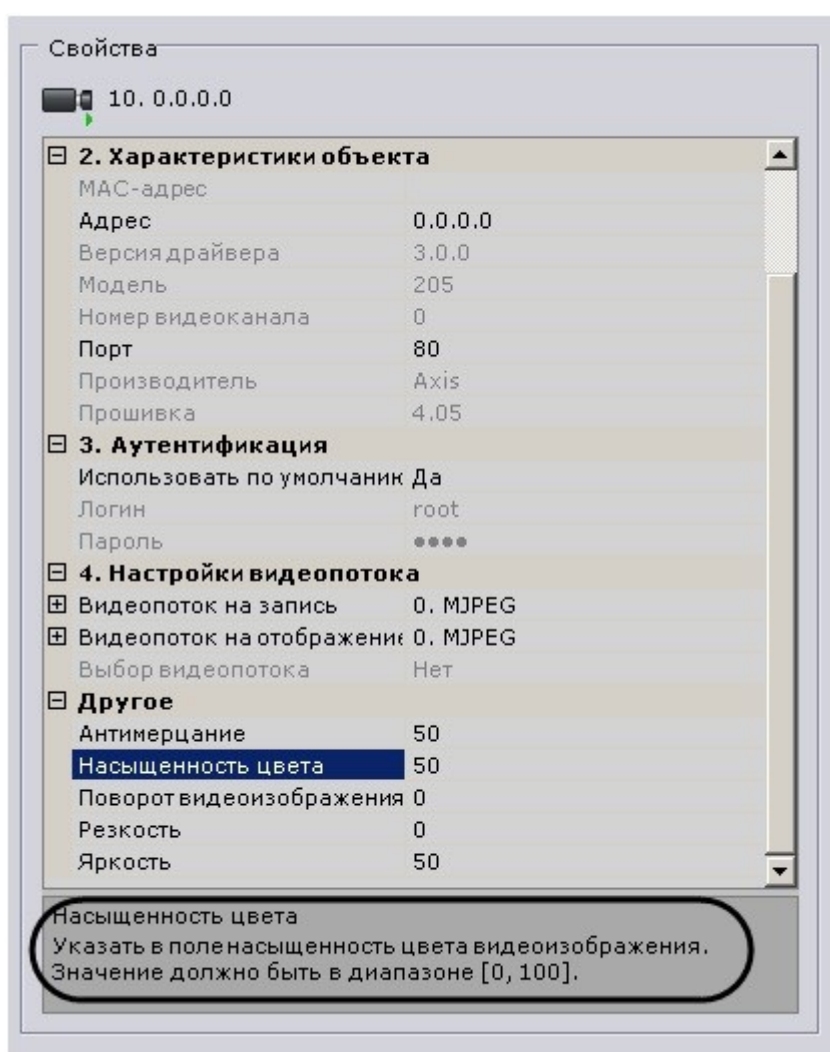 Свойства
10. 0.0.0.0
2. Характеристики объекта
MAC-адрес
Адрес 0.0.0.0
Версия драйвера 3.0.0
Модель 205
Номер видеоканала 0
Порт 80
Производитель Axis
Прошивка 4.05
3. Аутентификация
Использовать по умолчаник Да
Логин root
Пароль ●●●●
4. Настройки видеопотока
Видеопоток на запись 0. MJPEG
Видеопоток на отображение 0. MJPEG
Выбор видеопотока Нет
Другое
Антимерцание 50
Насыщенность цвета 50
Поворот видеоизображения 0
Резкость 0
Яркость 50
Насыщенность цвета
Указать в поле насыщенность цвета видеоизображения.
Значение должно быть в диапазоне [0, 100].